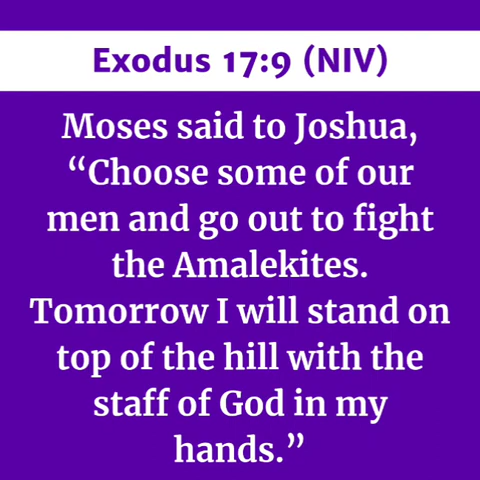 Exodus 17:9 (NIV)
Moses said to Joshua,
“Choose some of our
men and go out to fight
the Amalekites.
Tomorrow I will stand on
top of the hill with the
staff of God in my
hands.”